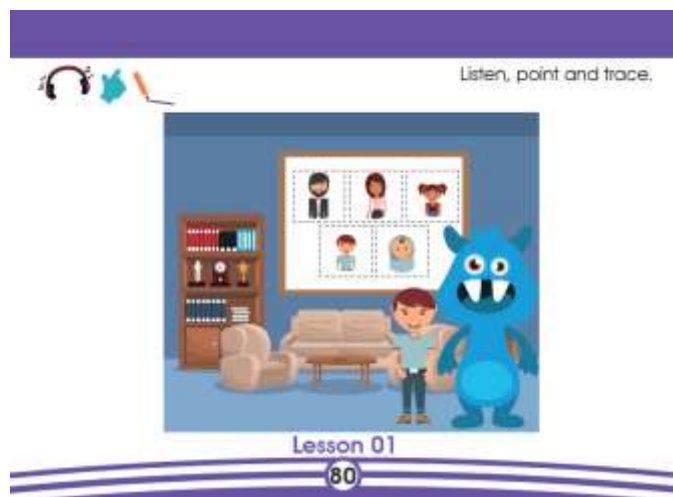 Listen, point and trace.
Lesson 01
80